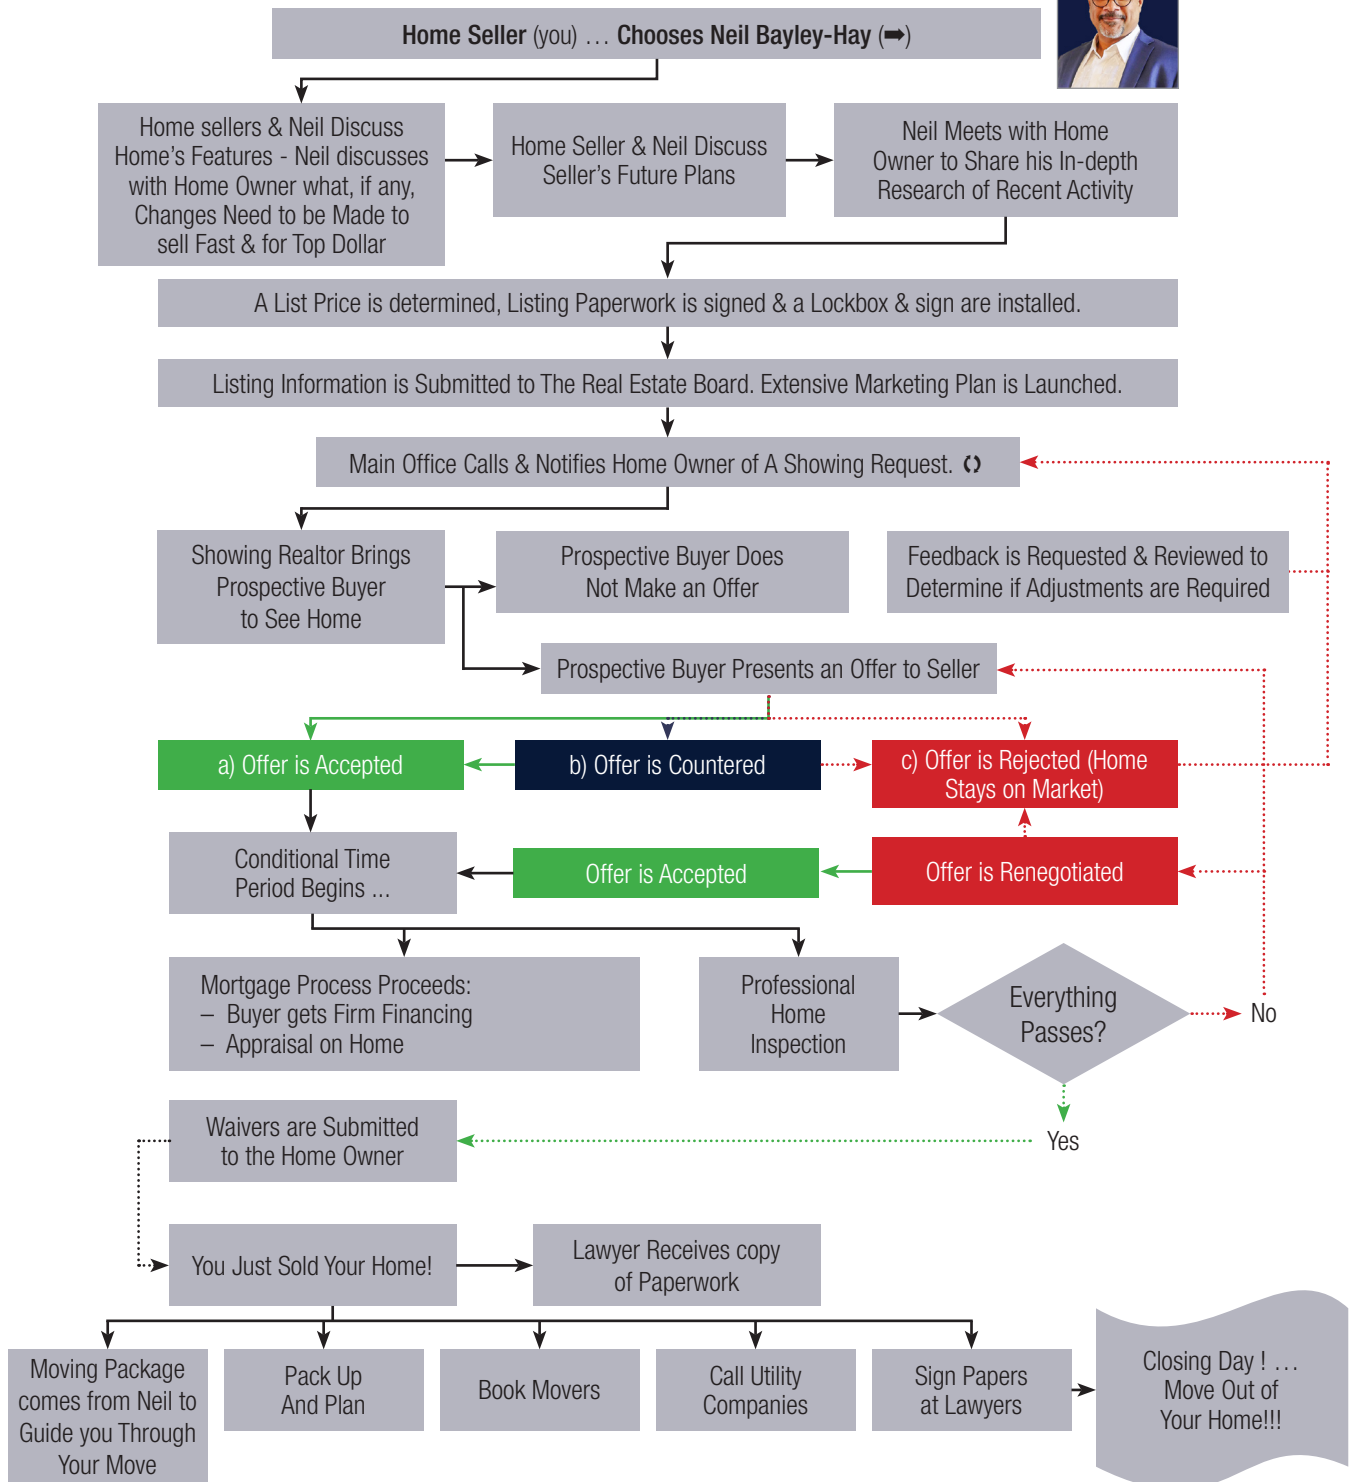 Home Seller (you) … Chooses Neil Bayley-Hay (➡)
Home sellers & Neil Discuss
Home's Features - Neil discusses
with Home Owner what, if any,
Changes Need to be Made to
sell Fast & for Top Dollar
Home Seller & Neil Discuss
Seller's Future Plans
Neil Meets with Home
Owner to Share his In-depth
Research of Recent Activity
A List Price is determined, Listing Paperwork is signed & a Lockbox & sign are installed.
Listing Information is Submitted to The Real Estate Board. Extensive Marketing Plan is Launched.
Main Office Calls & Notifies Home Owner of A Showing Request.
Showing Realtor Brings
Prospective Buyer
to See Home
Prospective Buyer Does
Not Make an Offer
Feedback is Requested & Reviewed to
Determine if Adjustments are Required
Prospective Buyer Presents an Offer to Seller
a) Offer is Accepted
b) Offer is Countered
c) Offer is Rejected (Home
Stays on Market)
Conditional Time
Period Begins ...
Offer is Accepted
Offer is Renegotiated
Mortgage Process Proceeds:
– Buyer gets Firm Financing
– Appraisal on Home
Professional
Home
Inspection
Everything
Passes?
No
Yes
Waivers are Submitted
to the Home Owner
You Just Sold Your Home!
Lawyer Receives copy
of Paperwork
Moving Package
comes from Neil to
Guide you Through
Your Move
Pack Up
And Plan
Book Movers
Call Utility
Companies
Sign Papers
at Lawyers
Closing Day ! …
Move Out of
Your Home!!!